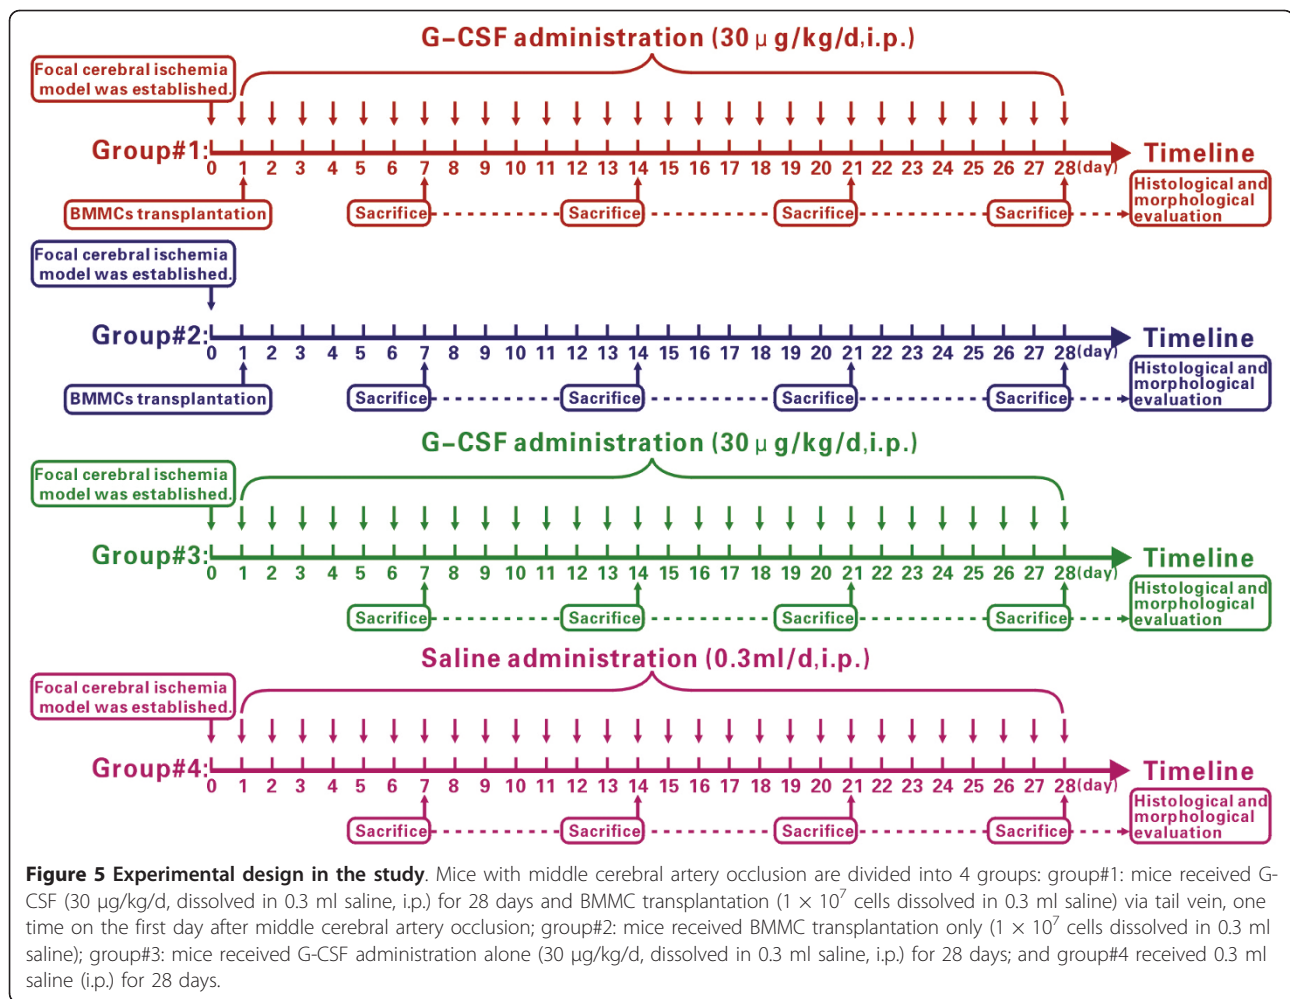 G-CSF administration (30 μg/kg/d,i.p.)
Focal cerebral ischemia
model was established.
Group#1:
Timeline
0 1 2 3 4 5 6 7 8 9 10 11 12 13 14 15 16 17 18 19 20 21 22 23 24 25 26 27 28 (day)
BMMCs transplantation
Sacrifice
Sacrifice
Sacrifice
Sacrifice
Histological and
morphological
evaluation
Focal cerebral ischemia
model was established.
Group#2:
Timeline
0 1 2 3 4 5 6 7 8 9 10 11 12 13 14 15 16 17 18 19 20 21 22 23 24 25 26 27 28 (day)
BMMCs transplantation
Sacrifice
Sacrifice
Sacrifice
Sacrifice
Histological and
morphological
evaluation
G-CSF administration (30 μg/kg/d,i.p.)
Focal cerebral ischemia
model was established.
Group#3:
Timeline
0 1 2 3 4 5 6 7 8 9 10 11 12 13 14 15 16 17 18 19 20 21 22 23 24 25 26 27 28 (day)
Sacrifice
Sacrifice
Sacrifice
Sacrifice
Histological and
morphological
evaluation
Saline administration (0.3ml/d,i.p.)
Focal cerebral ischemia
model was established.
Group#4:
Timeline
0 1 2 3 4 5 6 7 8 9 10 11 12 13 14 15 16 17 18 19 20 21 22 23 24 25 26 27 28 (day)
Sacrifice
Sacrifice
Sacrifice
Sacrifice
Histological and
morphological
evaluation
Figure 5 Experimental design in the study. Mice with middle cerebral artery occlusion are divided into 4 groups: group#1: mice received G-
CSF (30 μg/kg/d, dissolved in 0.3 ml saline, i.p.) for 28 days and BMMC transplantation (1 × 10⁷ cells dissolved in 0.3 ml saline) via tail vein, one
time on the first day after middle cerebral artery occlusion; group#2: mice received BMMC transplantation only (1 × 10⁷ cells dissolved in 0.3 ml
saline); group#3: mice received G-CSF administration alone (30 μg/kg/d, dissolved in 0.3 ml saline, i.p.) for 28 days; and group#4 received 0.3 ml
saline (i.p.) for 28 days.